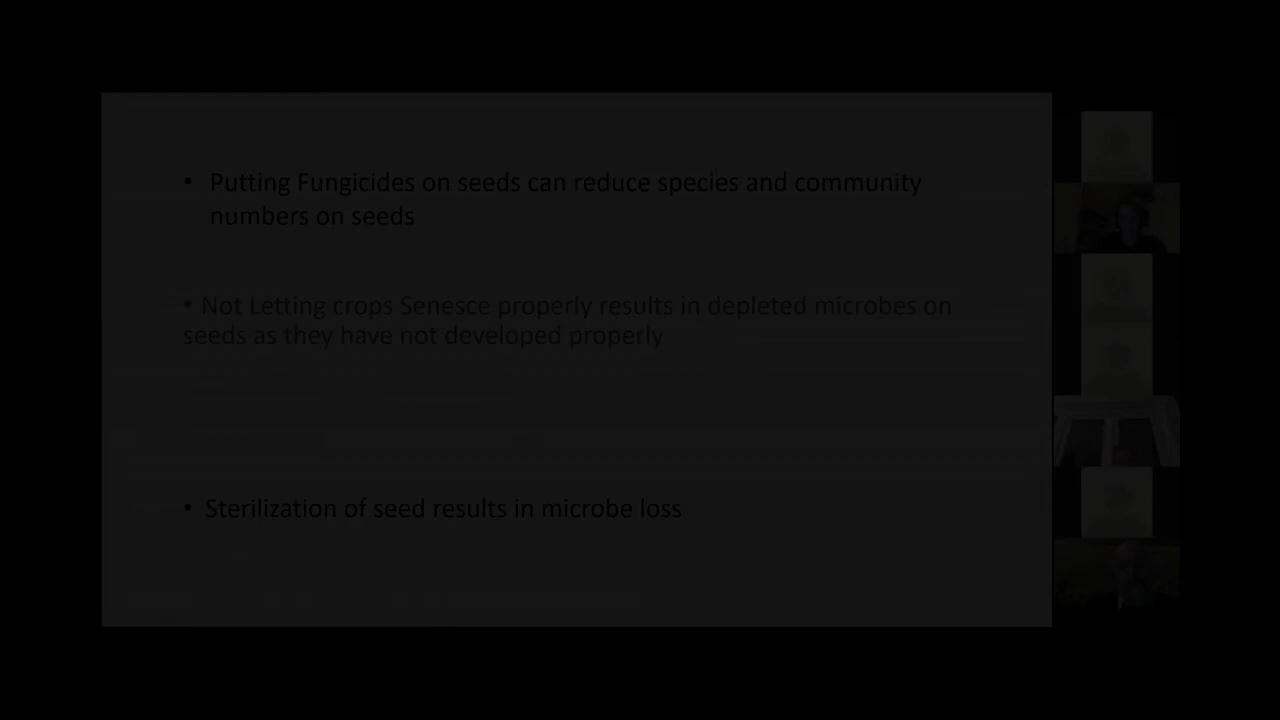 • Putting Fungicides on seeds can reduce species and community
numbers on seeds
• Not Letting crops Senesce properly results in depleted microbes on
seeds as they have not developed properly
• Sterilization of seed results in microbe loss